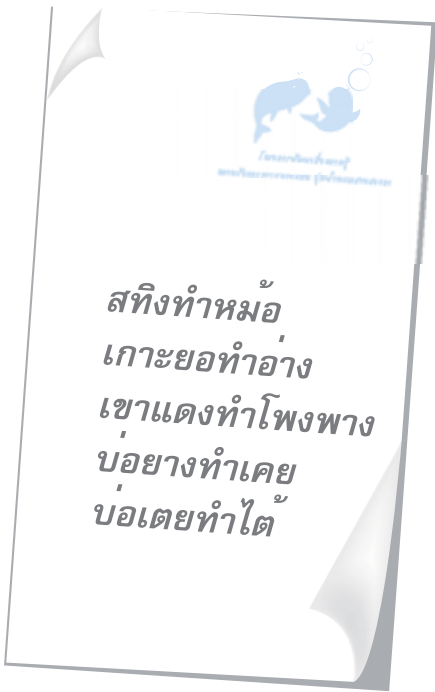 สทิงทำหม้อ
เกาะยอทำอ่าง
เขาแดงทำโพงพาง
บ่อยางทำเคย
บ่อเตยทำไต้